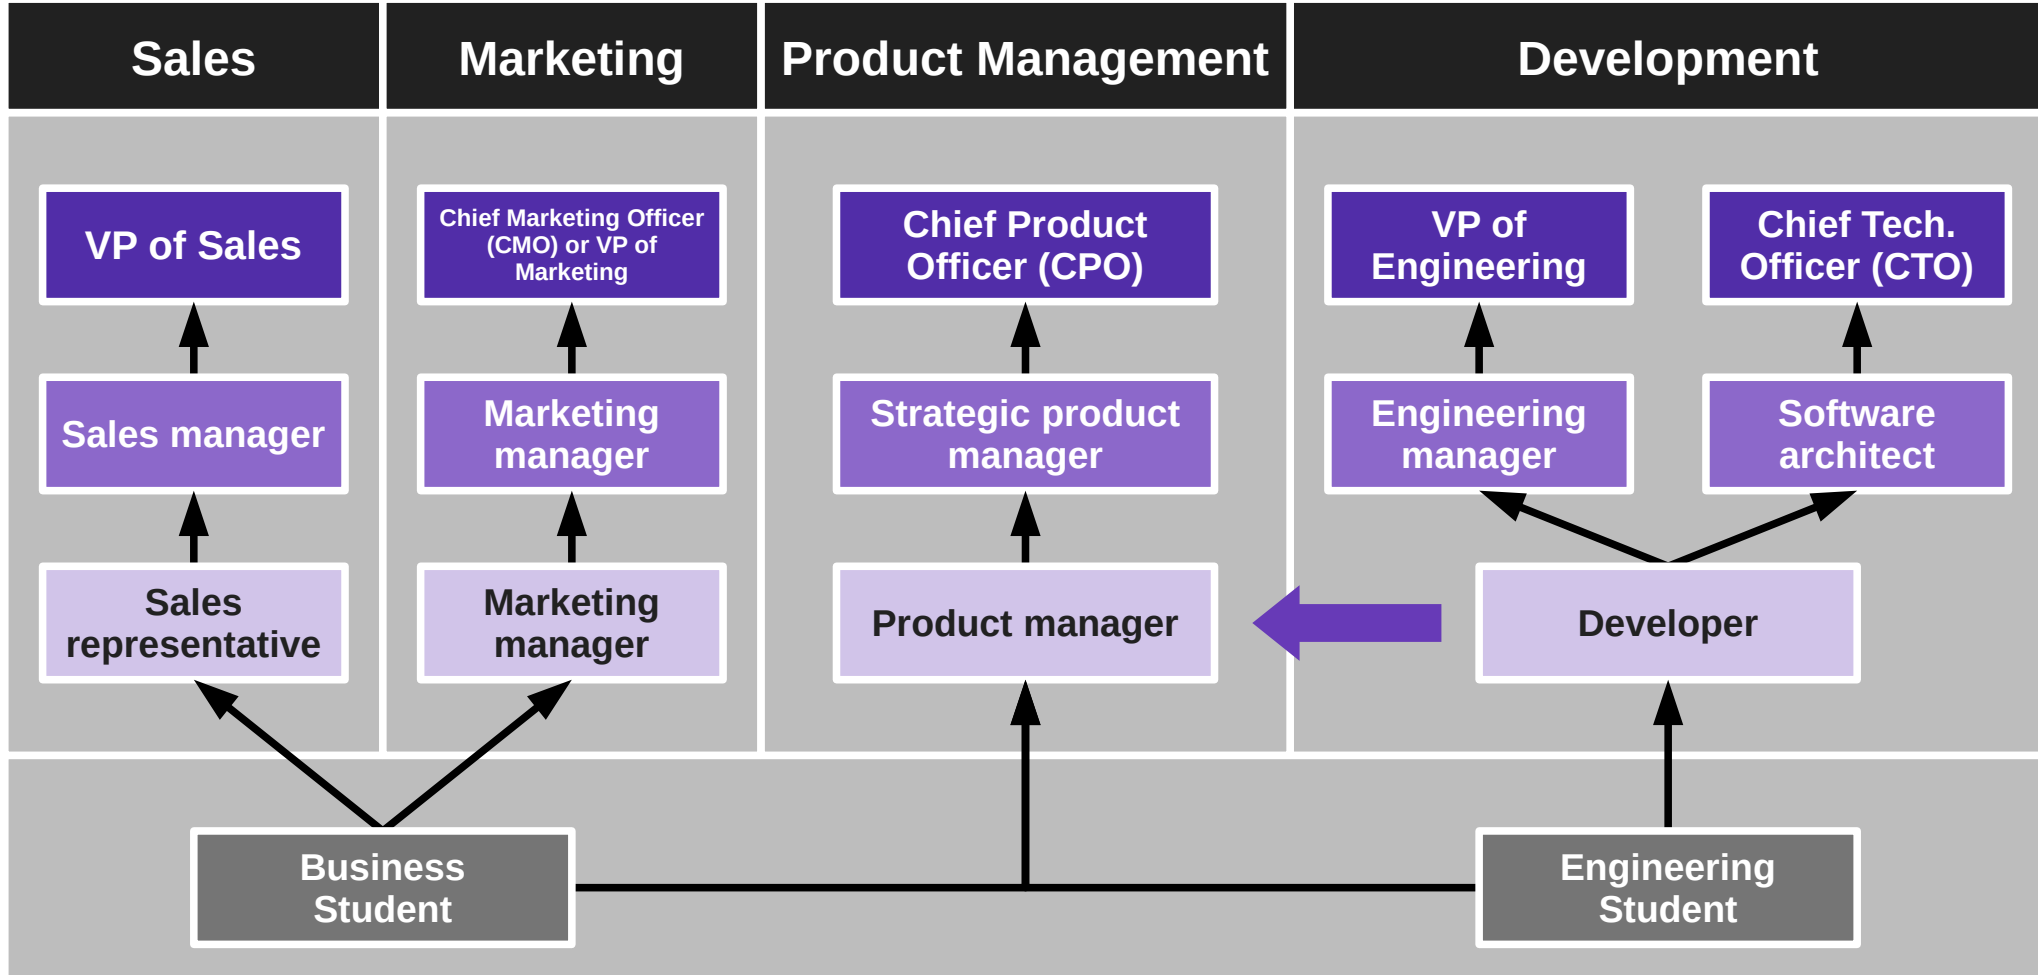 Sales
Marketing
Product Management
Development
VP of Sales
Chief Marketing Officer
(CMO) or VP of
Marketing
Chief Product
Officer (CPO)
VP of
Engineering
Chief Tech.
Officer (CTO)
Sales manager
Marketing
manager
Strategic product
manager
Engineering
manager
Software
architect
Sales
representative
Marketing
manager
Product manager
Developer
Business
Student
Engineering
Student